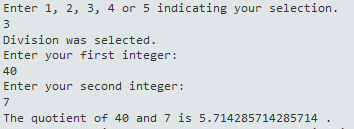 Enter 1, 2, 3, 4 or 5 indicating your selection.
3
Division was selected.
Enter your first integer:
40
Enter your second integer:
7
The quotient of 40 and 7 is 5.714285714285714 .